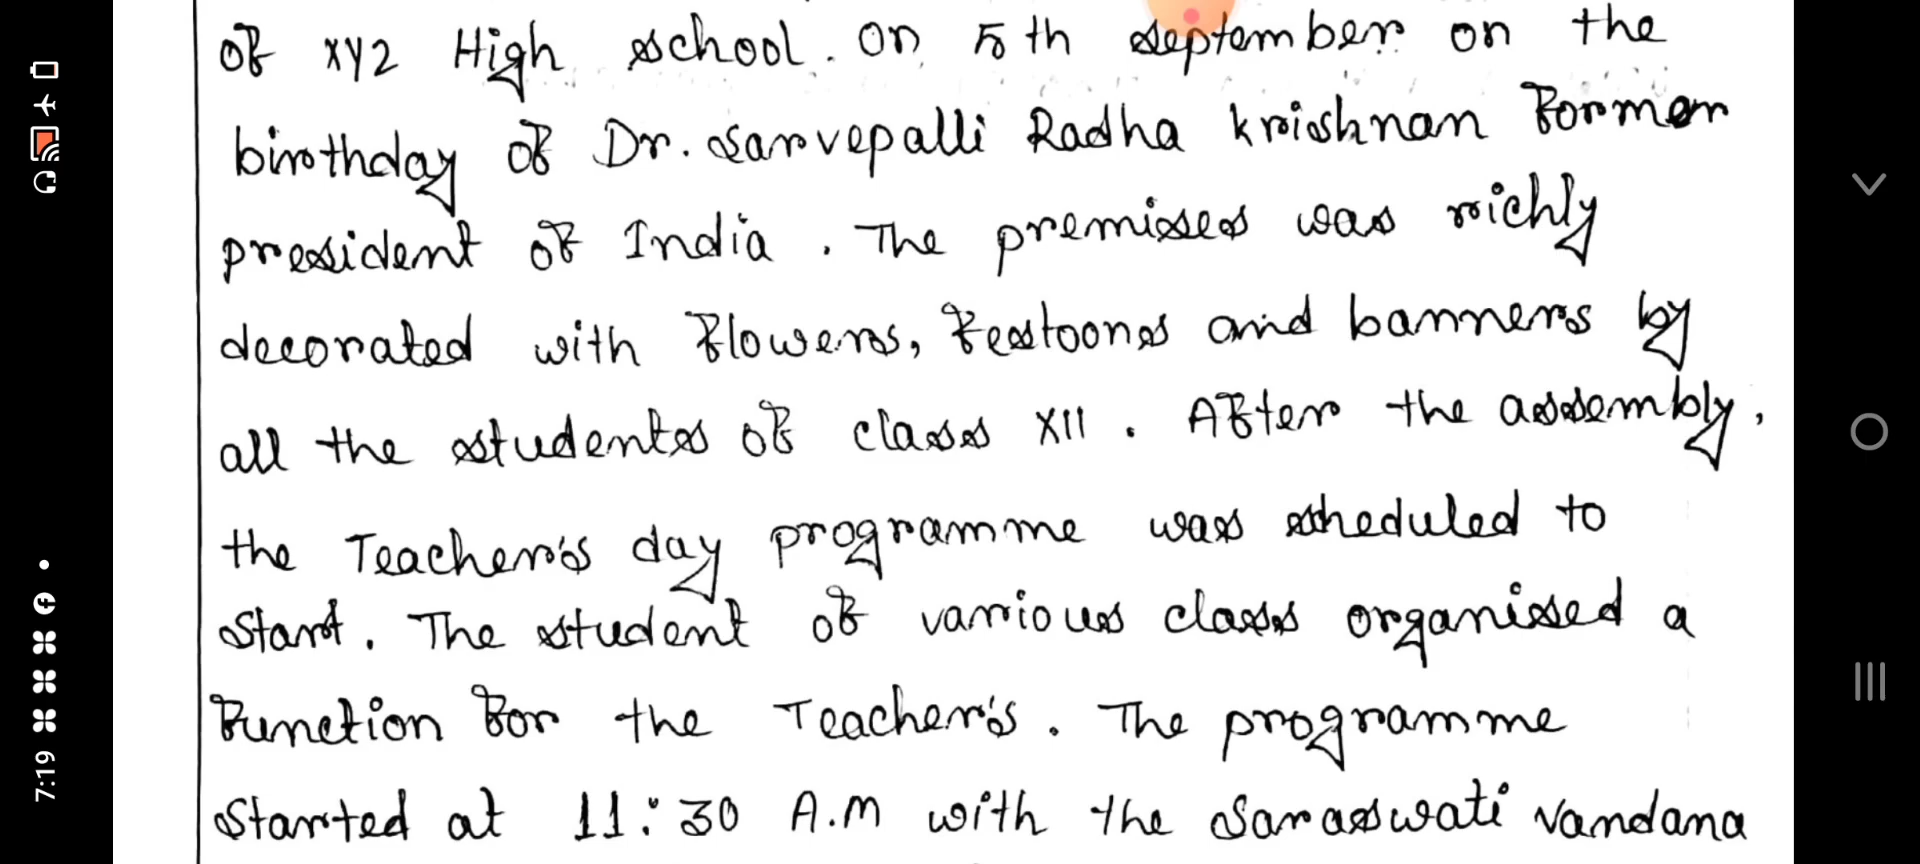 of XYZ High school. On 5th september on the
birthday of Dr. Sarvepalli Radha krishnan Former
president of India. The premises was richly
decorated with flowers, festoons and banners by
all the students of class XII. After the assembly,
the Teacher's day programme was scheduled to
start. The student of various class organised a
function for the Teacher's. The programme
started at 11:30 A.M with the Saraswati vandana
7:19